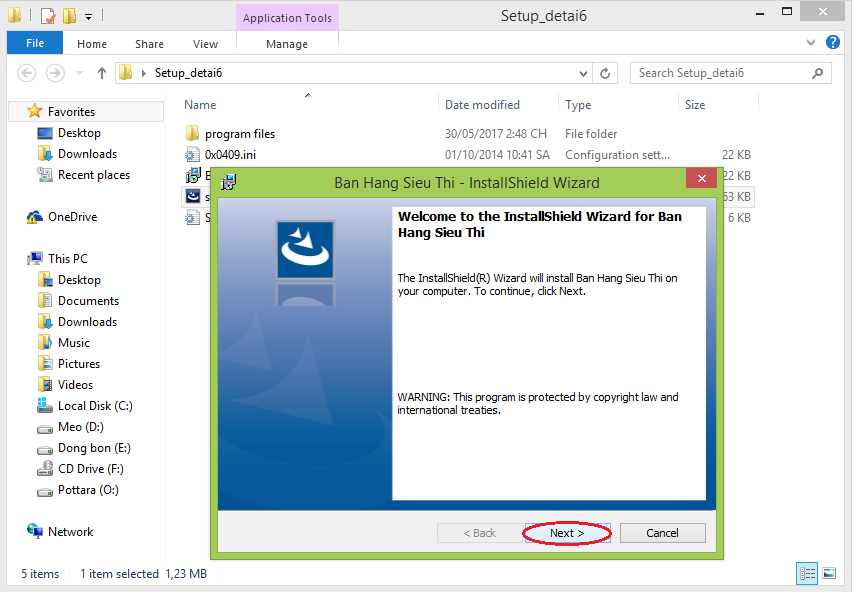 Application Tools
Setup_detai6
File
Home
Share
View
Manage
Setup_detai6
Search Setup_detai6
Name
Date modified
Type
Size
Favorites
Desktop
Downloads
Recent places
OneDrive
This PC
Desktop
Documents
Downloads
Music
Pictures
Videos
Local Disk (C:)
Meo (D:)
Dong bon (E:)
CD Drive (F:)
Pottara (O:)
Network
program files
30/05/2017 2:48 CH
File folder
0x0409.ini
01/10/2014 10:41 SA
Configuration sett...
22 KB
22 KB
53 KB
6 KB
Ban Hang Sieu Thi - InstallShield Wizard
Welcome to the InstallShield Wizard for Ban
Hang Sieu Thi
The InstallShield(R) Wizard will install Ban Hang Sieu Thi on
your computer. To continue, click Next.
WARNING: This program is protected by copyright law and
international treaties.
< Back
Next >
Cancel
5 items
1 item selected 1,23 MB